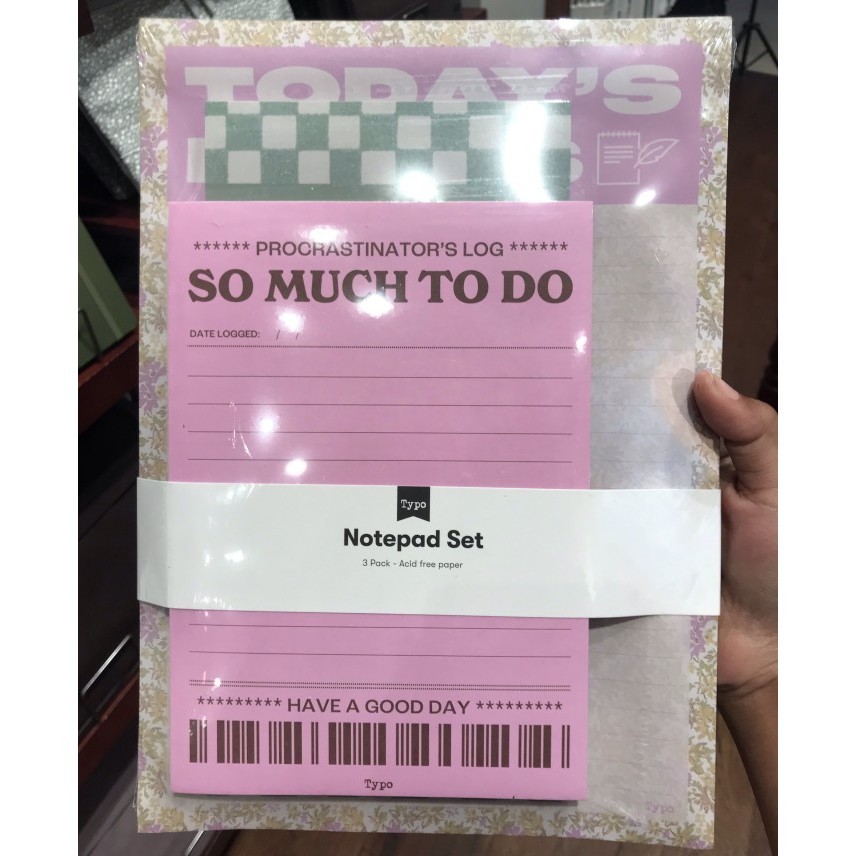 TODAY'S
****** PROCRASTINATOR'S LOG ******
SO MUCH TO DO
DATE LOGGED: / /
Typo
Notepad Set
3 Pack - Acid free paper
********* HAVE A GOOD DAY *********
Typo
Typo